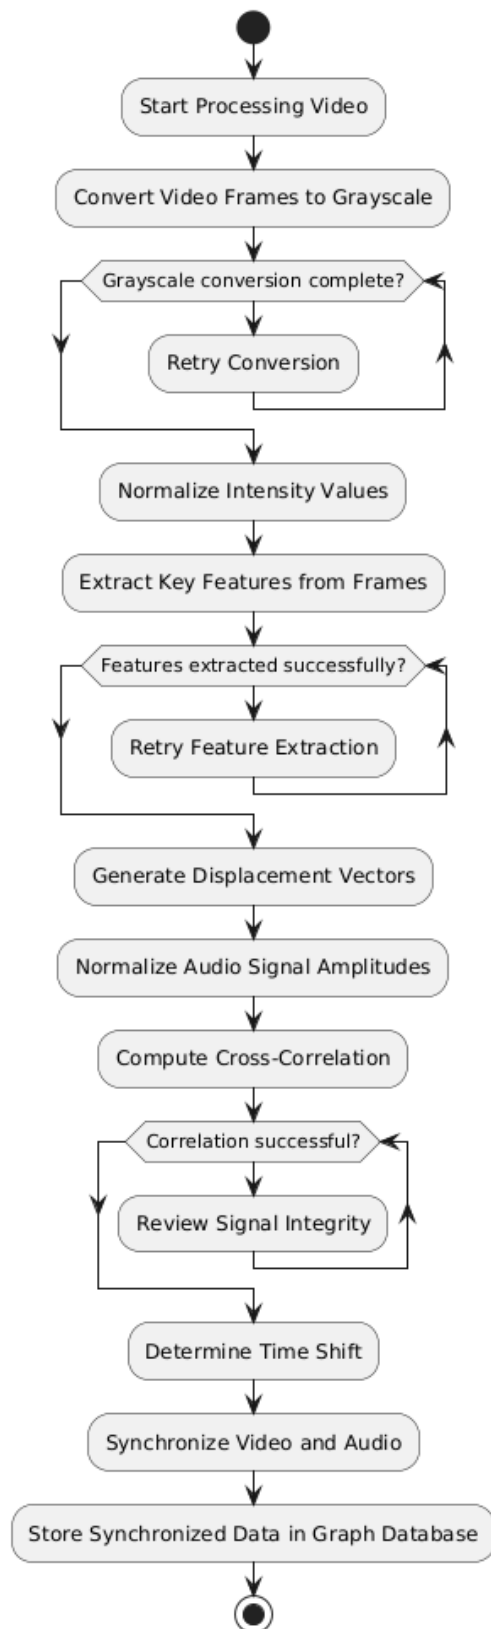 Start Processing Video
Convert Video Frames to Grayscale
Grayscale conversion complete?
Retry Conversion
Normalize Intensity Values
Extract Key Features from Frames
Features extracted successfully?
Retry Feature Extraction
Generate Displacement Vectors
Normalize Audio Signal Amplitudes
Compute Cross-Correlation
Correlation successful?
Review Signal Integrity
Determine Time Shift
Synchronize Video and Audio
Store Synchronized Data in Graph Database